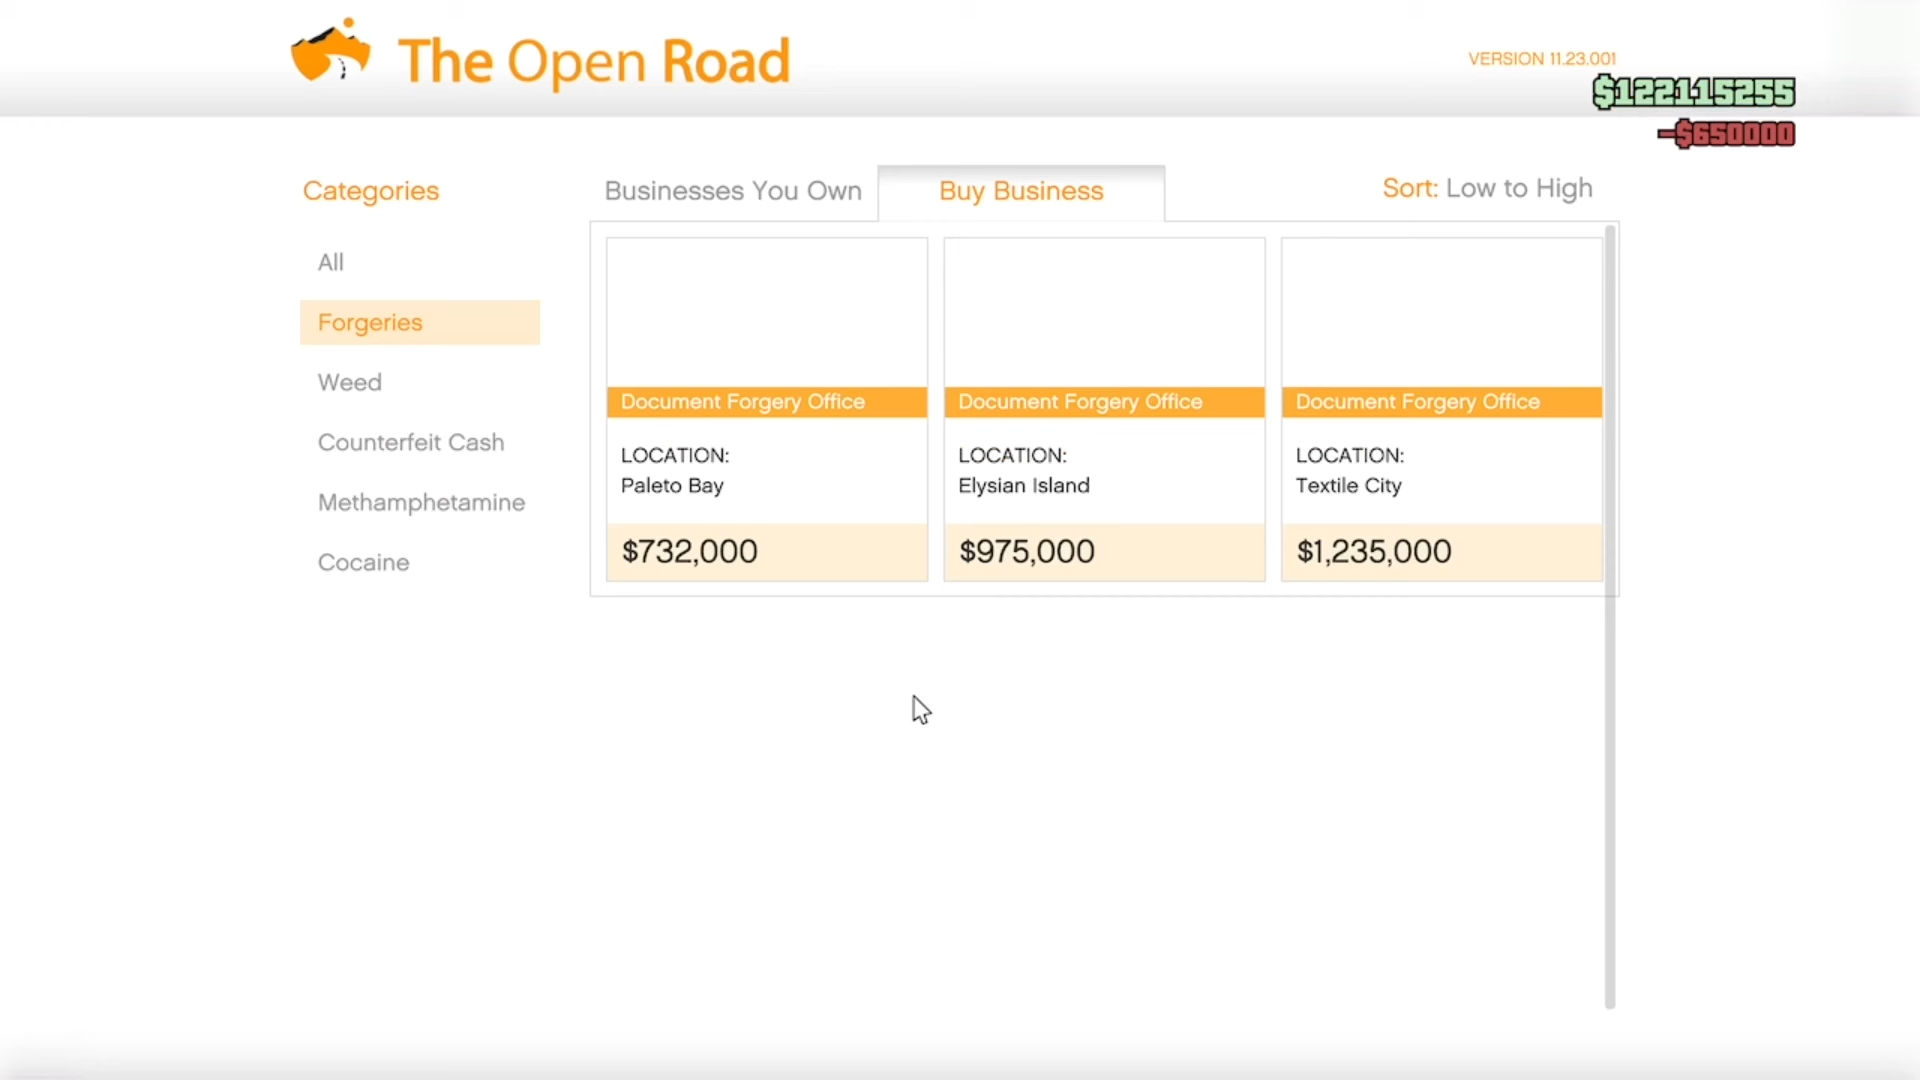 The Open Road
VERSION 11.23.001
$122115255
-$650000
Categories
Businesses You Own
Buy Business
Sort: Low to High
All
Forgeries
Weed
Counterfeit Cash
Methamphetamine
Cocaine
Document Forgery Office
LOCATION:
Paleto Bay
$732,000
Document Forgery Office
LOCATION:
Elysian Island
$975,000
Document Forgery Office
LOCATION:
Textile City
$1,235,000